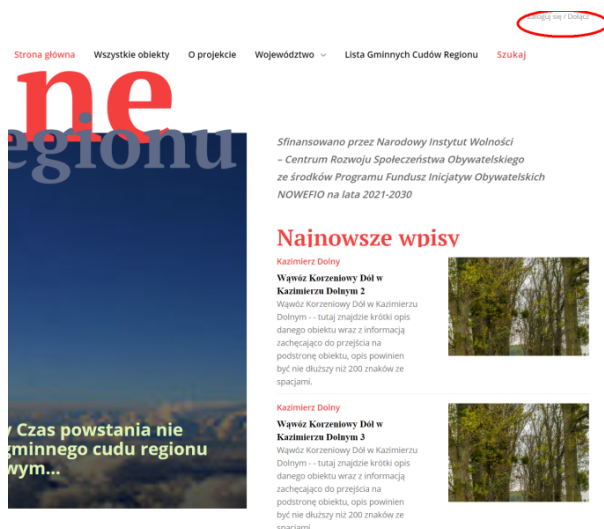 Zaloguj się / Dołącz
Strona główna Wszystkie obiekty O projekcie Województwo Lista Gminnych Cudów Regionu Szukaj
ne
egionu
Sfinansowano przez Narodowy Instytut Wolności
– Centrum Rozwoju Społeczeństwa Obywatelskiego
ze środków Programu Fundusz Inicjatyw Obywatelskich
NOWEFIO na lata 2021-2030
Najnowsze wpisy
Kazimierz Dolny
Wąwóz Korzeniowy Dół w
Kazimierzu Dolnym 2
Wąwóz Korzeniowy Dół w Kazimierzu
Dolnym - - tutaj znajdzie krótki opis
danego obiektu wraz z informacją
zachęcająco do przejścia na
podstronę obiektu, opis powinien
być nie dłuższy niż 200 znaków ze
spacjami.
Kazimierz Dolny
Wąwóz Korzeniowy Dół w
Kazimierzu Dolnym 3
Wąwóz Korzeniowy Dół w Kazimierzu
Dolnym - - tutaj znajdzie krótki opis
danego obiektu wraz z informacją
zachęcająco do przejścia na
podstronę obiektu, opis powinien
być nie dłuższy niż 200 znaków ze
spacjami.
y Czas powstania nie
gminnego cudu regionu
wym...